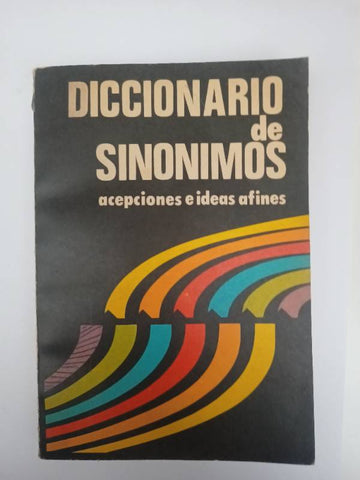 DICCIONARIO
de
SINONIMOS
acepciones e ideas afines